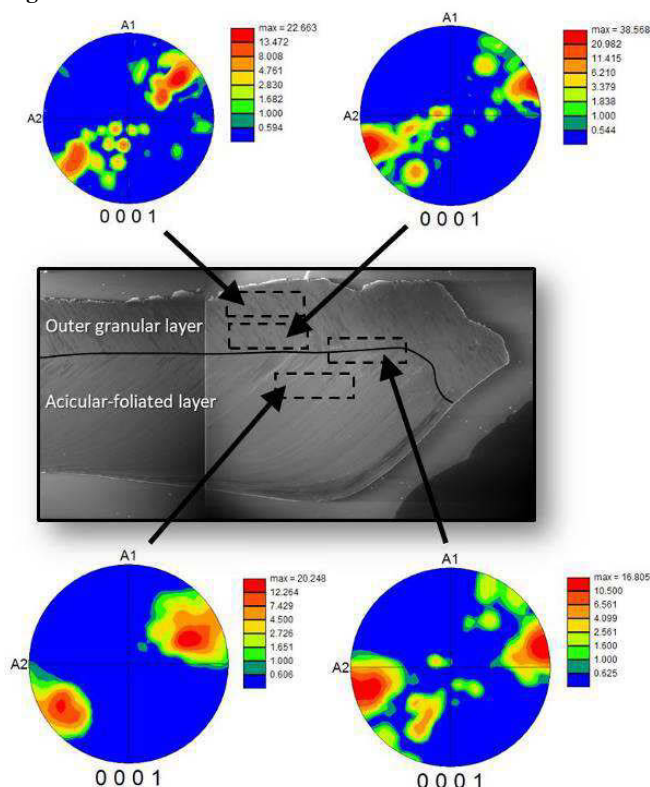 A1
max = 22.663
13.472
8.008
4.761
2.830
1.682
1.000
0.594
A2
0 0 0 1
A1
max = 38.568
20.982
11.415
6.210
3.379
1.838
1.000
0.544
A2
0 0 0 1
Outer granular layer
Acicular-foliated layer
A1
max = 20.248
12.264
7.429
4.500
2.726
1.651
1.000
0.606
A2
0 0 0 1
A1
max = 16.805
10.500
6.561
4.099
2.561
1.600
1.000
0.625
A2
0 0 0 1